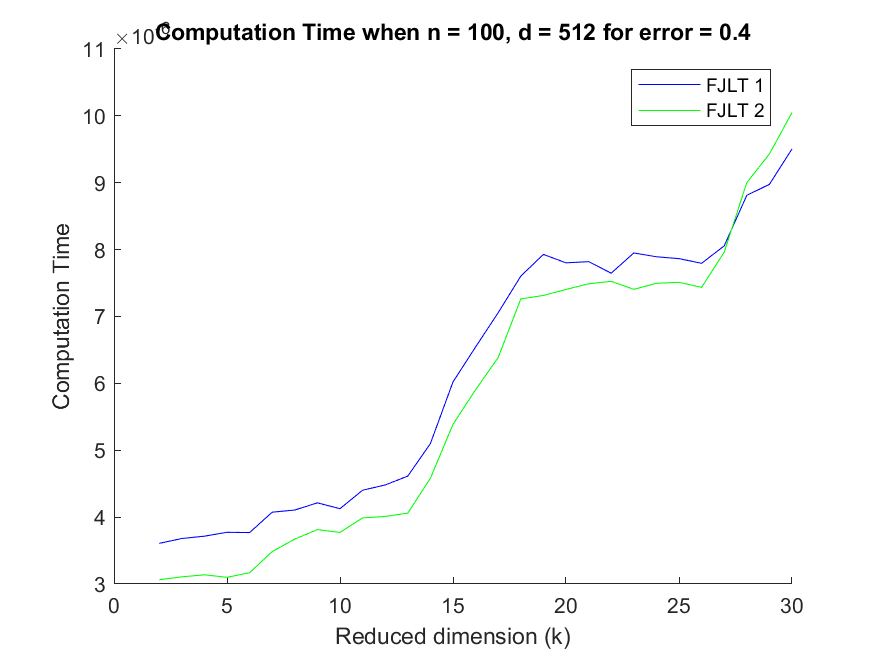 Computation Time when n = 100, d = 512 for error = 0.4
×10
11
10
9
8
7
6
5
4
3
Computation Time
FJLT 1
FJLT 2
0 5 10 15 20 25 30
Reduced dimension (k)